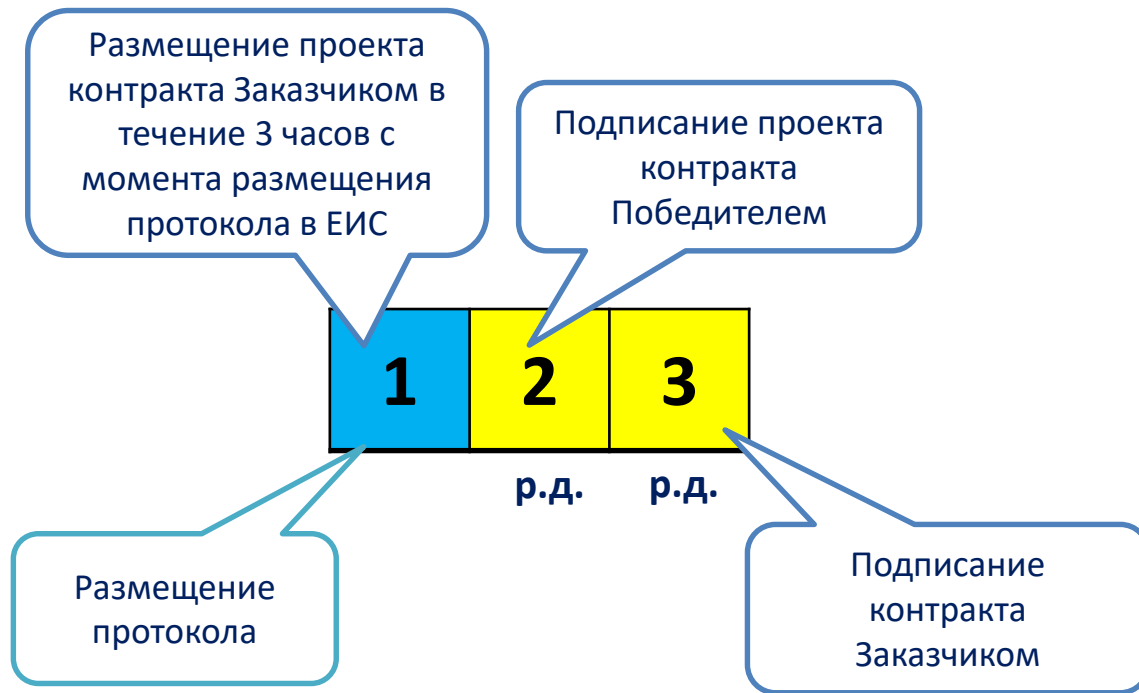 Размещение проекта
контракта Заказчиком в
течение 3 часов с
момента размещения
протокола в ЕИС
Подписание проекта
контракта
Победителем
1 2 3
р.д. р.д.
Размещение
протокола
Подписание
контракта
Заказчиком